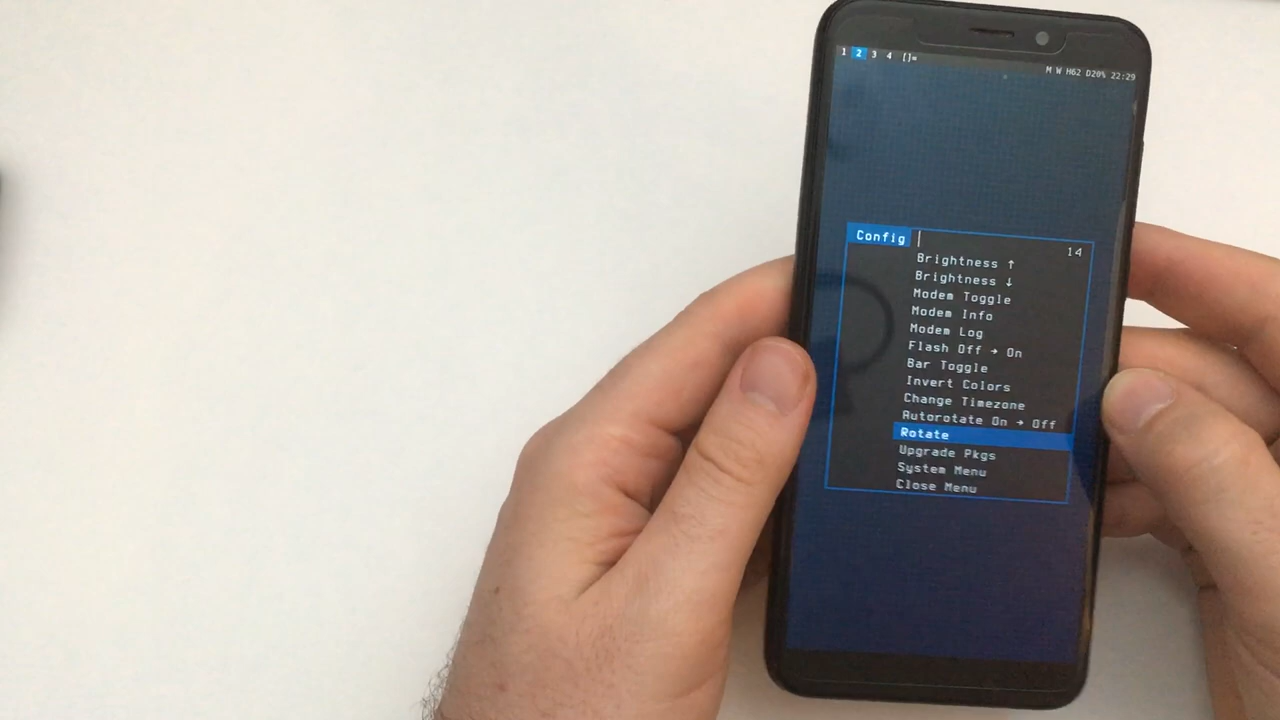 1 2 3 4 []=
M W H62 D20% 22:29
Config
14
Brightness ↑
Brightness ↓
Modem Toggle
Modem Info
Modem Log
Flash Off → On
Bar Toggle
Invert Colors
Change Timezone
Autorotate On → Off
Rotate
Upgrade Pkgs
System Menu
Close Menu